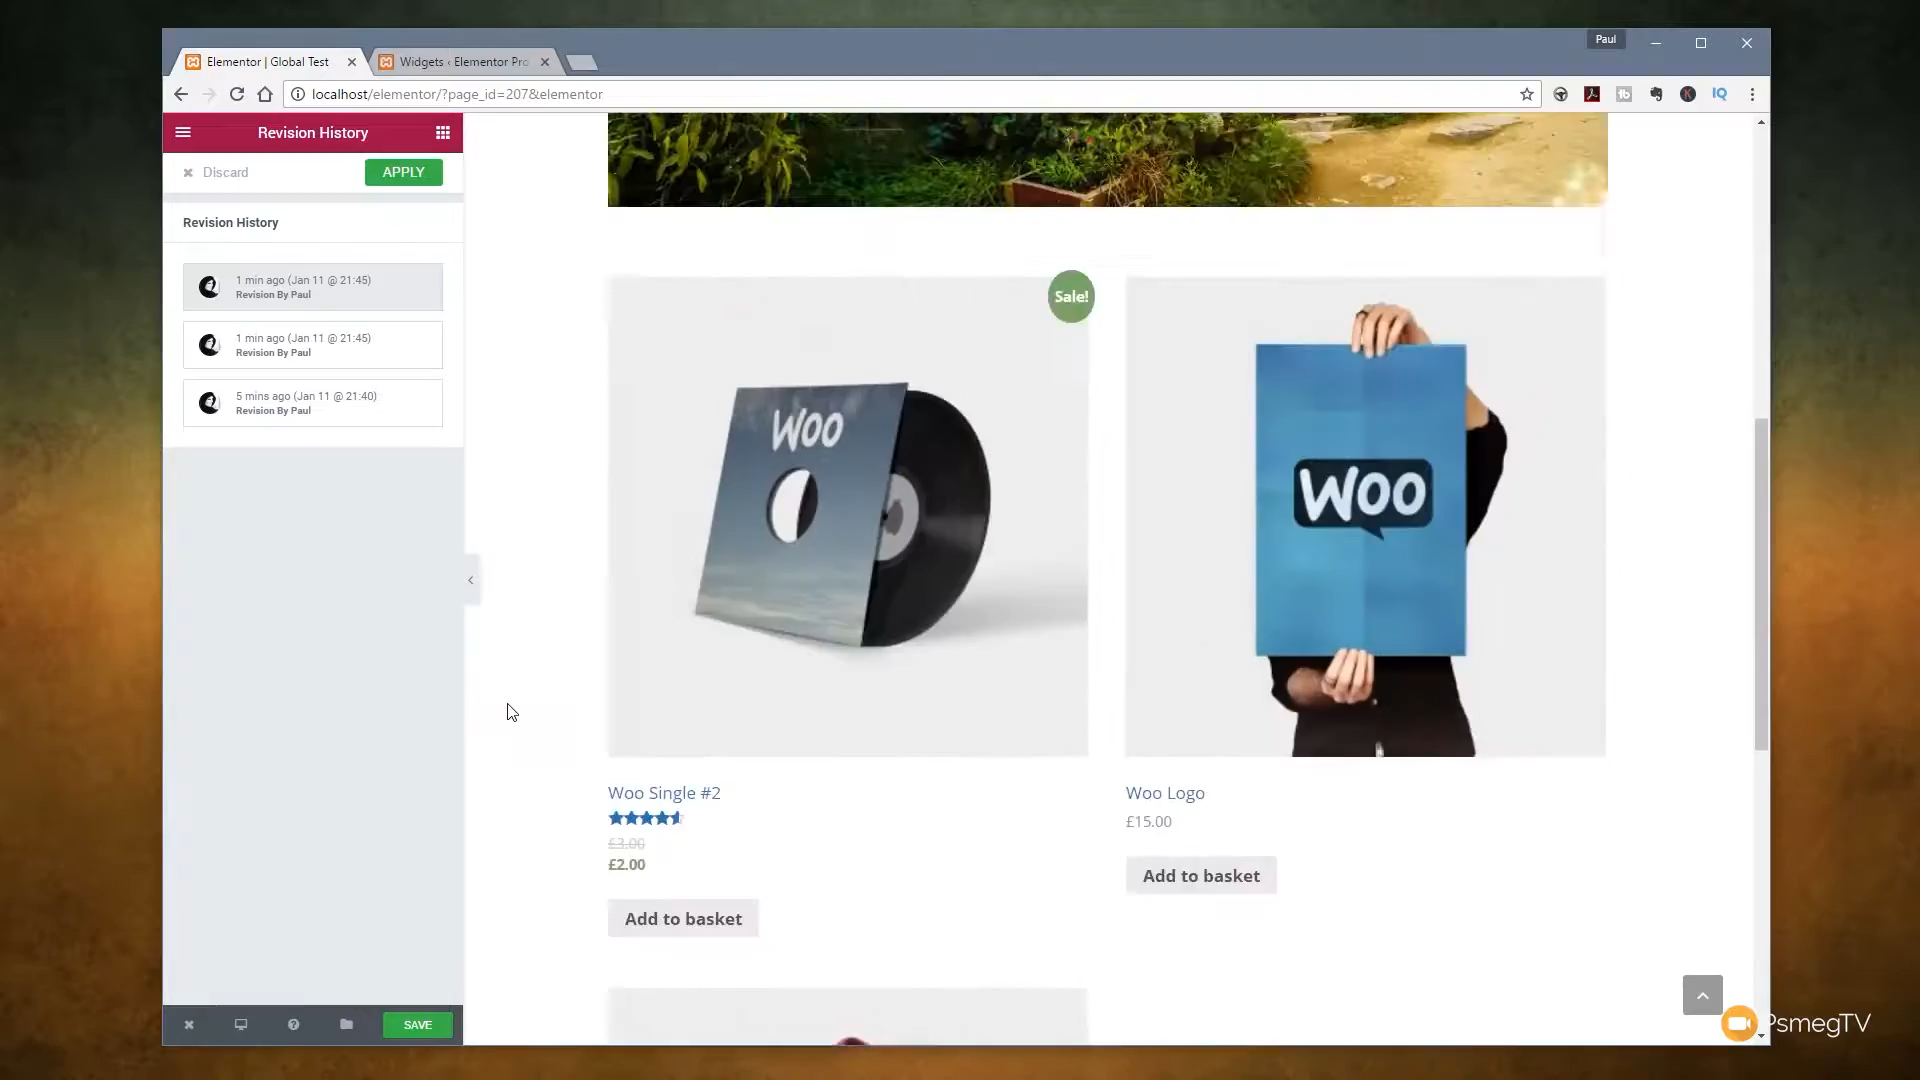 Paul
Elementor | Global Test
Widgets ‹ Elementor Pro
localhost/elementor/?page_id=207&elementor
Revision History
Discard
APPLY
Revision History
1 min ago (Jan 11 @ 21:45)
Revision By Paul
1 min ago (Jan 11 @ 21:45)
Revision By Paul
5 mins ago (Jan 11 @ 21:40)
Revision By Paul
Sale!
WOO
WOO
Woo Single #2
£3.00
£2.00
Add to basket
Woo Logo
£15.00
Add to basket
SAVE
PsmegTV